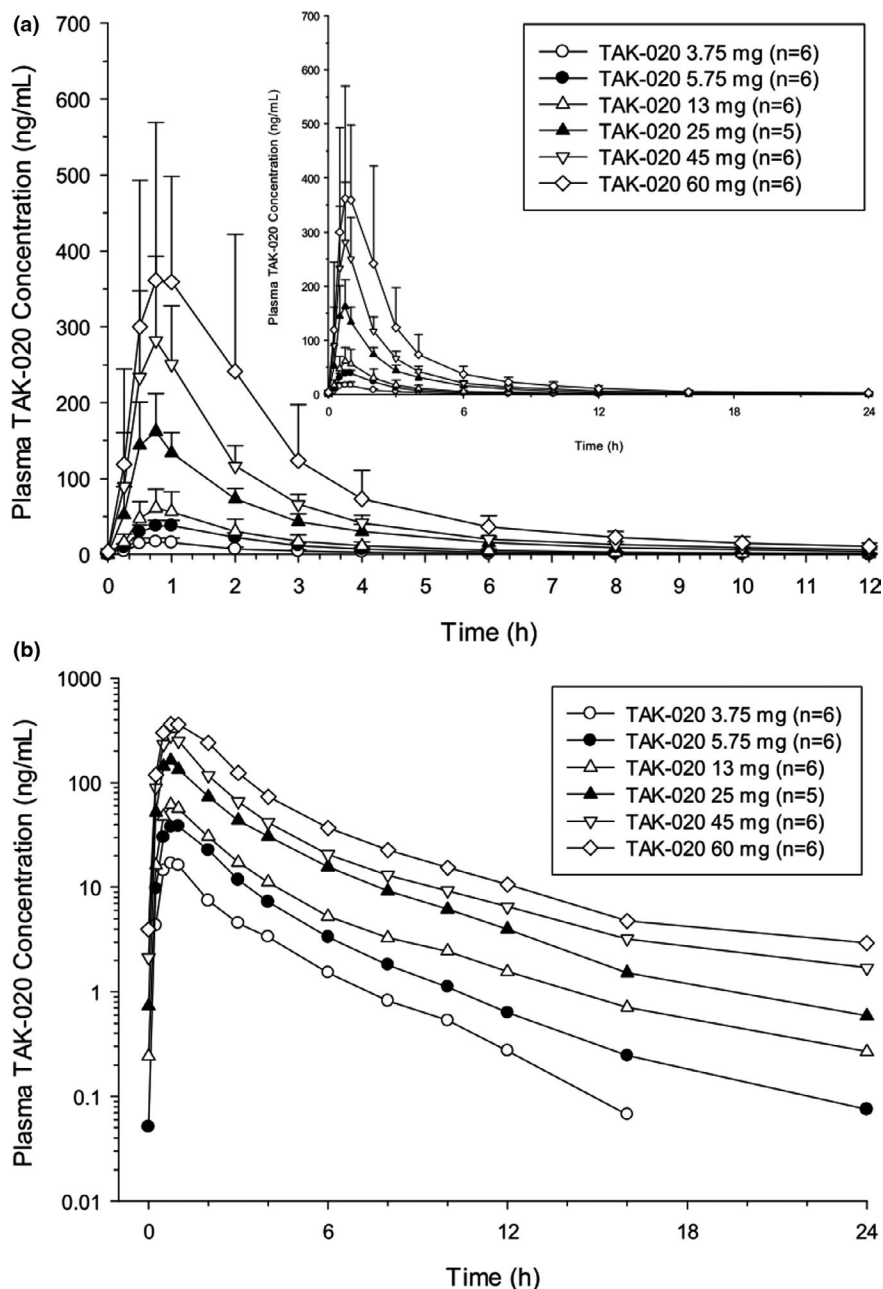 (a)
700
600
500
400
300
200
100
0
Plasma TAK-020 Concentration (ng/mL)
0 1 2 3 4 5 6 7 8 9 10 11 12
Time (h)
700
600
500
400
300
200
100
0
Plasma TAK-020 Concentration (ng/mL)
0 6 12 18 24
Time (h)
TAK-020 3.75 mg (n=6)
TAK-020 5.75 mg (n=6)
TAK-020 13 mg (n=6)
TAK-020 25 mg (n=5)
TAK-020 45 mg (n=6)
TAK-020 60 mg (n=6)
(b)
1000
100
10
1
0.1
0.01
Plasma TAK-020 Concentration (ng/mL)
0 6 12 18 24
Time (h)
TAK-020 3.75 mg (n=6)
TAK-020 5.75 mg (n=6)
TAK-020 13 mg (n=6)
TAK-020 25 mg (n=5)
TAK-020 45 mg (n=6)
TAK-020 60 mg (n=6)